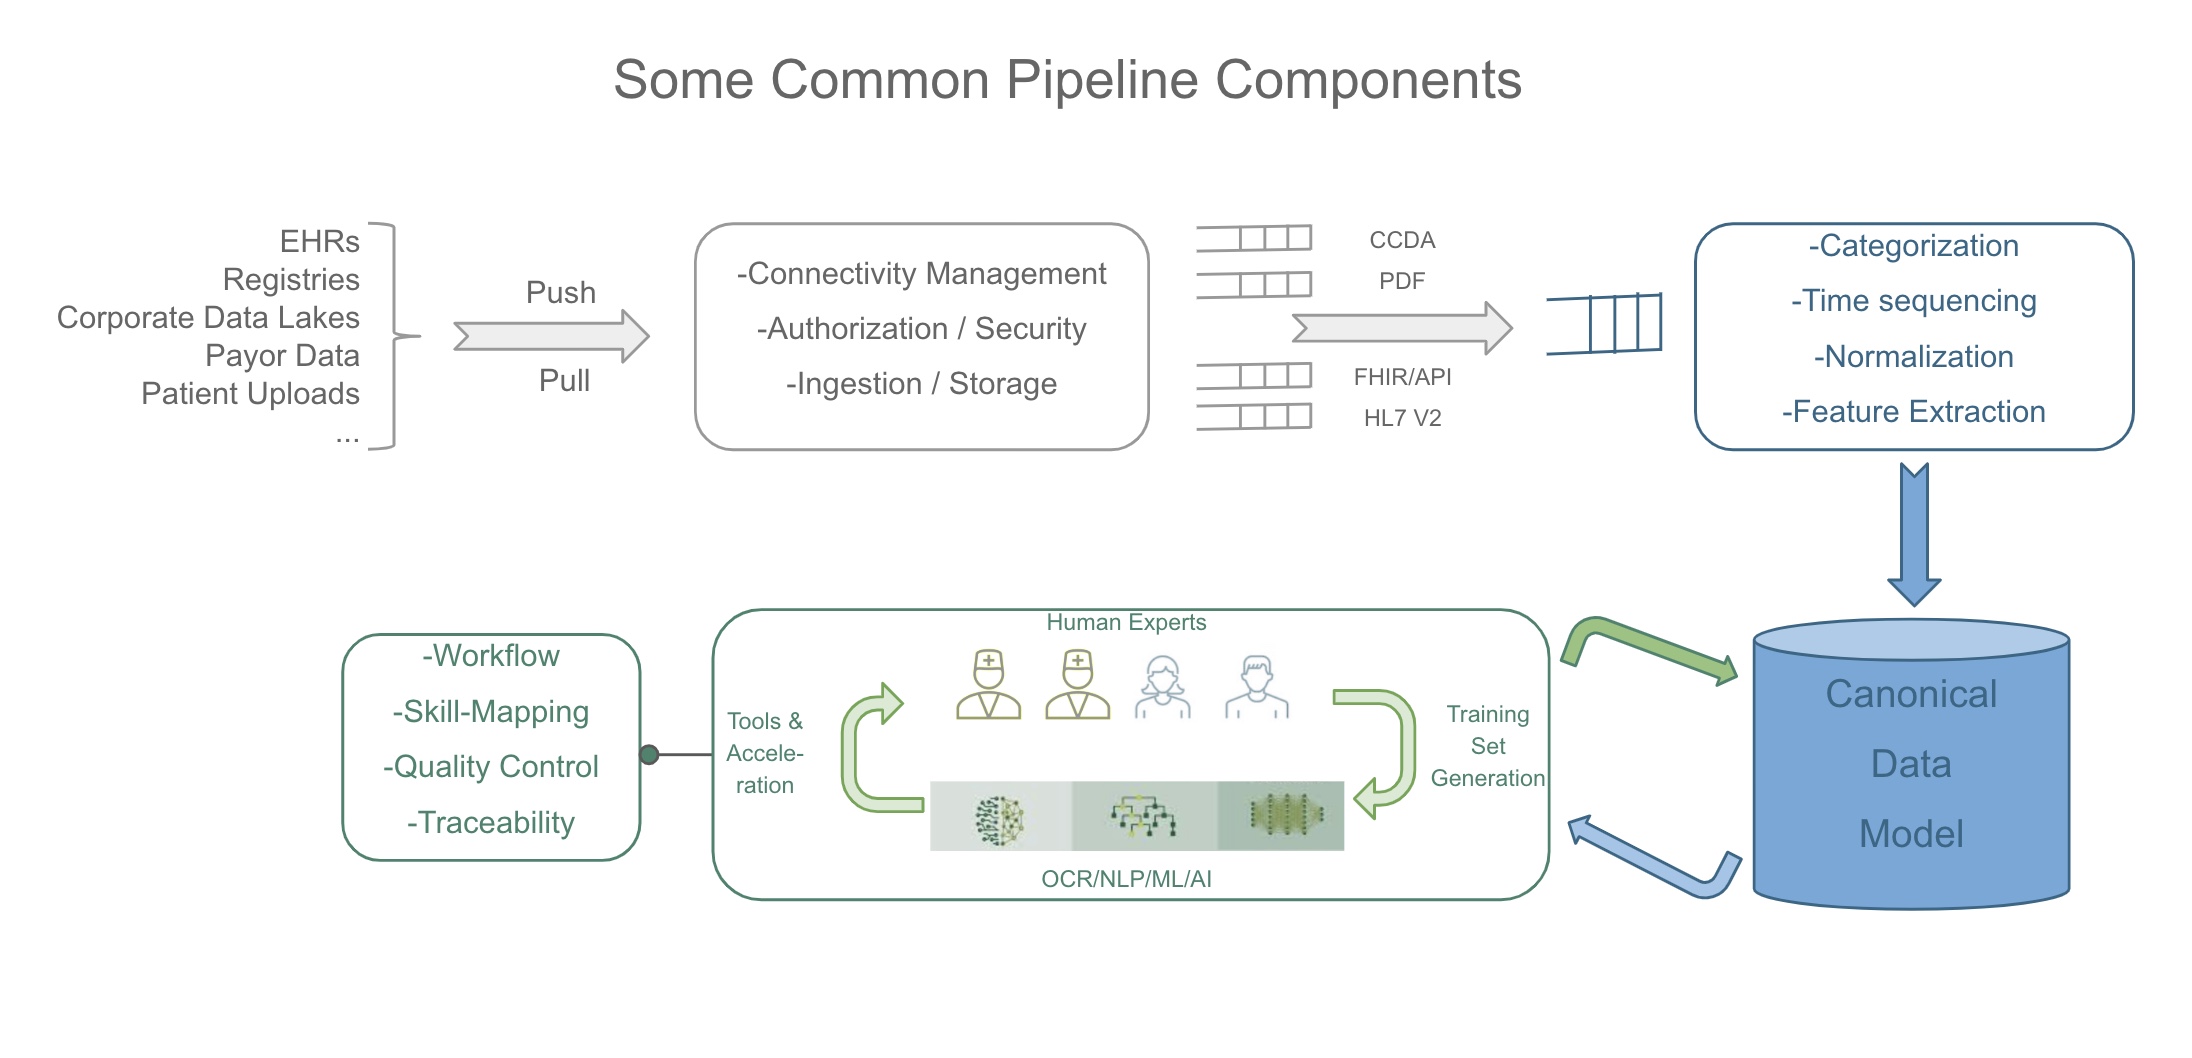 Some Common Pipeline Components
EHRs
Registries
Corporate Data Lakes
Payor Data
Patient Uploads
...
Push
Pull
-Connectivity Management
-Authorization / Security
-Ingestion / Storage
CCDA
PDF
FHIR/API
HL7 V2
-Categorization
-Time sequencing
-Normalization
-Feature Extraction
-Workflow
-Skill-Mapping
-Quality Control
-Traceability
Human Experts
Tools &
Accele-
ration
Training
Set
Generation
OCR/NLP/ML/AI
Canonical
Data
Model